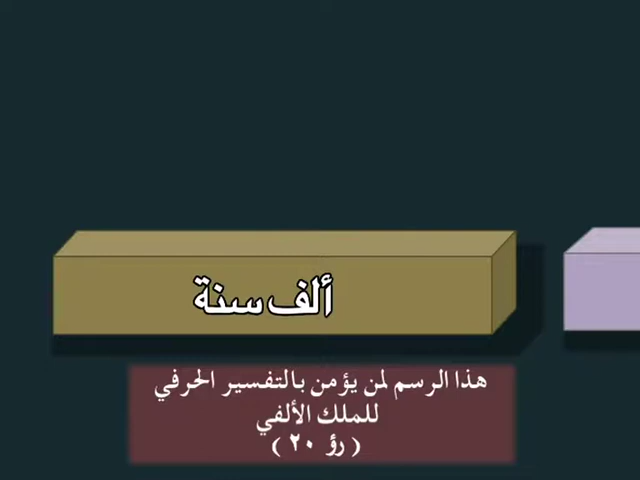 ألف سنة
هذا الرسم لمن يؤمن بالتفسير الحرفي
للملك الألفي
( رؤ ٢٠ )